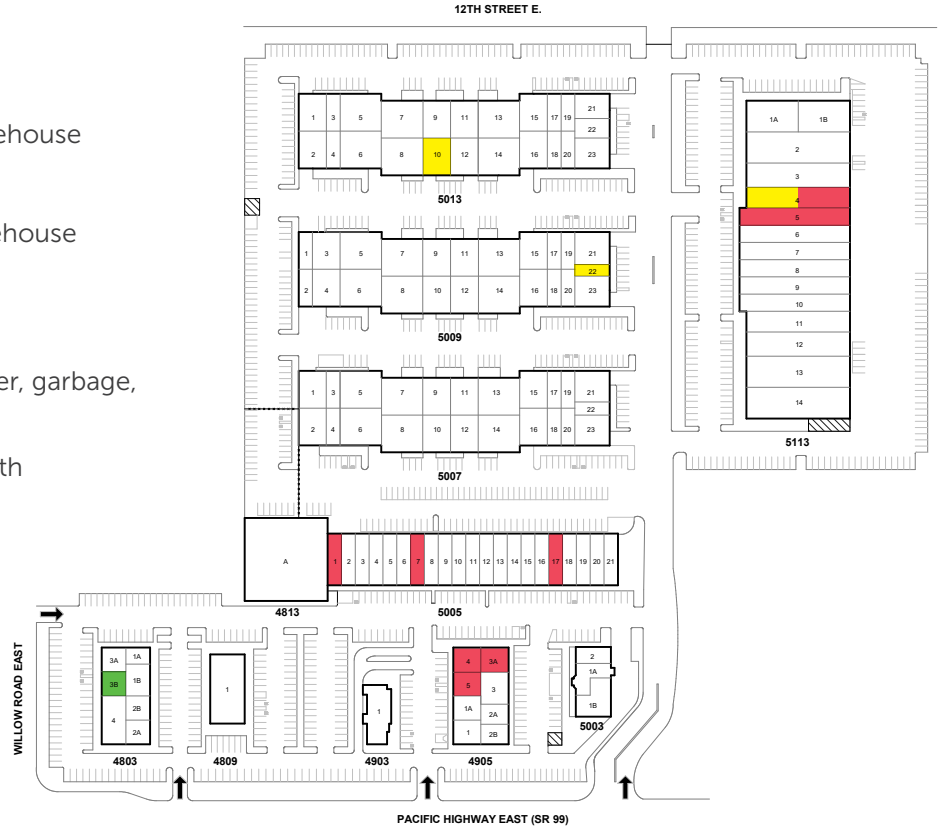 12TH STREET E.
ehouse
ehouse
er, garbage,
th
1 3 5 7 9 11 13 15 17 19 21
22
2 4 6 8 10 12 14 16 18 20 23
5013
1 3 5 7 9 11 13 15 17 19 21
22
2 4 6 8 10 12 14 16 18 20 23
5009
1 3 5 7 9 11 13 15 17 19 21
22
2 4 6 8 10 12 14 16 18 20 23
5007
1A 1B
2
3
4
5
6
7
8
9
10
11
12
13
14
5113
A 1 2 3 4 5 6 7 8 9 10 11 12 13 14 15 16 17 18 19 20 21
4813 5005
WILLOW ROAD EAST
3A 1A
3B 1B
2B
4
2A
4803
1
4809
1
4903
4 3A
5 3
1A 2A
1 2B
4905
2
1A
1B
5003
PACIFIC HIGHWAY EAST (SR 99)